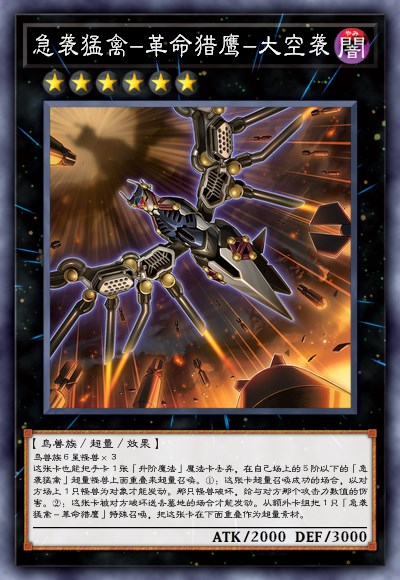 急袭猛禽-革命猎鹰-大空袭
闇
やみ
【鸟兽族/超量/效果】
鸟兽族6星怪兽×3
这张卡也能把手卡1张「升阶魔法」魔法卡丢弃,在自己场上的5阶以下的「急
袭猛禽」超量怪兽上面重叠来超量召唤。①:这张卡超量召唤成功的场合,以对
方场上1只怪兽为对象才能发动。那只怪兽破坏,给与对方那个攻击力数值的伤
害。②:这张卡被对方破坏送去墓地的场合才能发动。从额外卡组把1只「急袭
猛禽-革命猎鹰」特殊召唤,把这张卡在下面重叠作为超量素材。
ATK/2000 DEF/3000